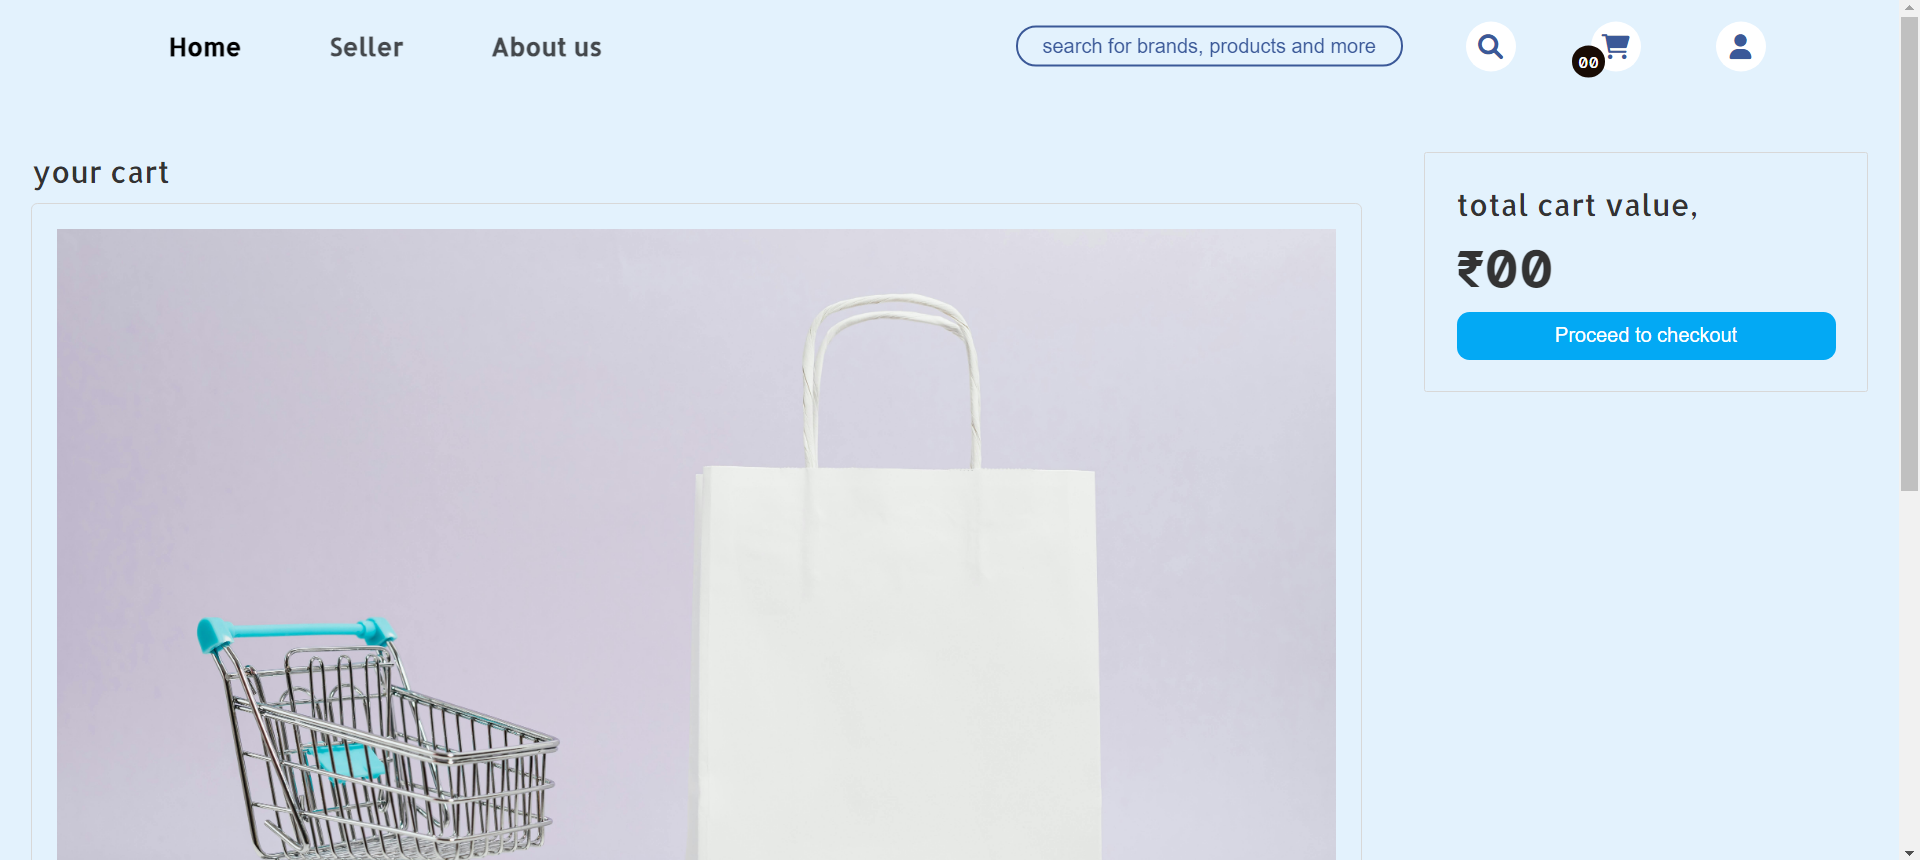 Home
Seller
About us
search for brands, products and more
00
your cart
total cart value,
₹00
Proceed to checkout